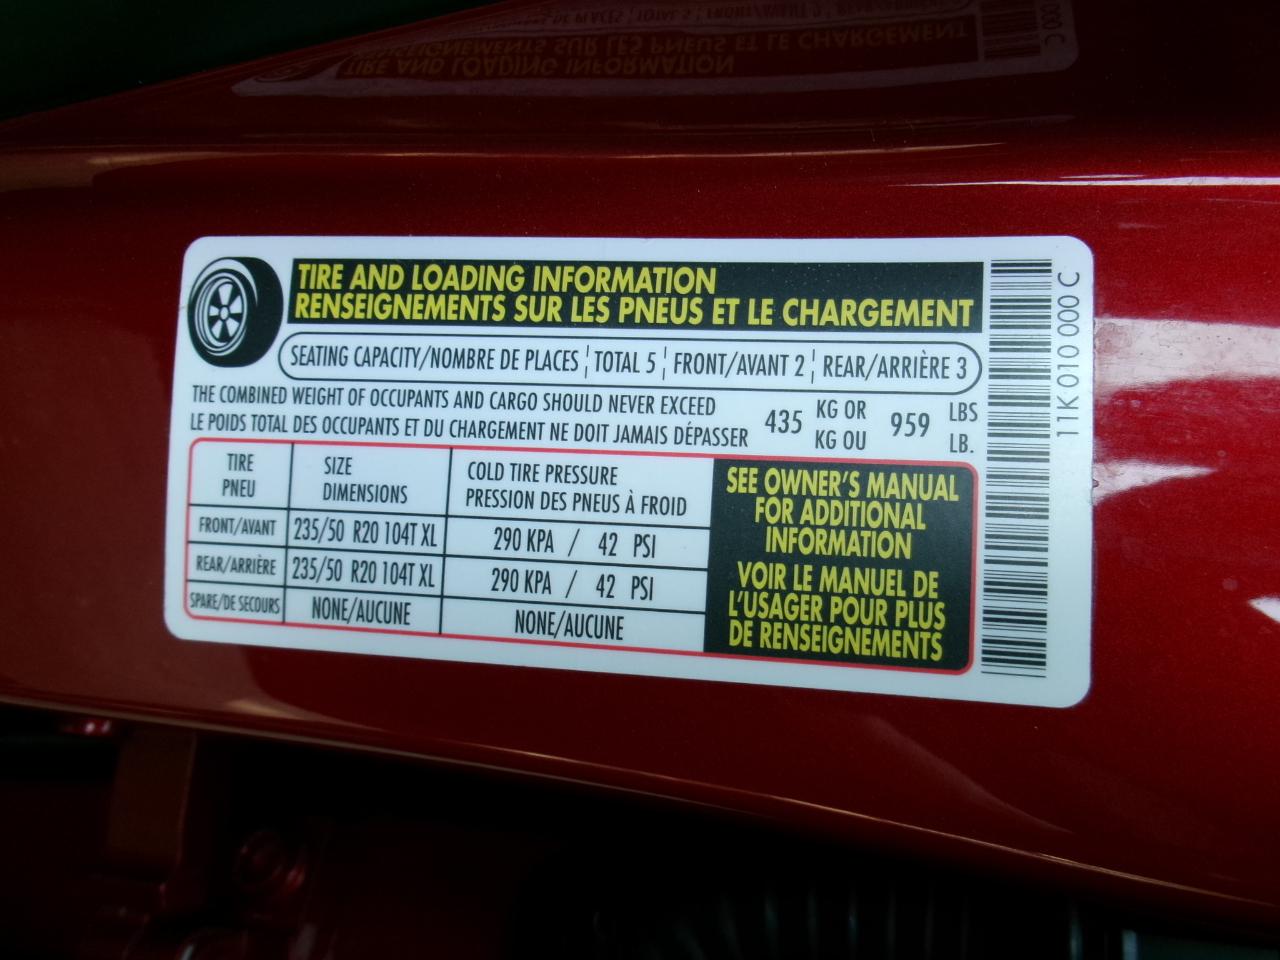 TIRE AND LOADING INFORMATION
RENSEIGNEMENTS SUR LES PNEUS ET LE CHARGEMENT
SEATING CAPACITY/NOMBRE DE PLACES TOTAL 5 FRONT/AVANT 2 REAR/ARRIÈRE 3
THE COMBINED WEIGHT OF OCCUPANTS AND CARGO SHOULD NEVER EXCEED
LE POIDS TOTAL DES OCCUPANTS ET DU CHARGEMENT NE DOIT JAMAIS DÉPASSER
435 KG OR 959 LBS
KG OU LB.
TIRE SIZE COLD TIRE PRESSURE
PNEU DIMENSIONS PRESSION DES PNEUS À FROID
FRONT/AVANT 235/50 R20 104T XL 290 KPA / 42 PSI
REAR/ARRIÈRE 235/50 R20 104T XL 290 KPA / 42 PSI
SPARE/DE SECOURS NONE/AUCUNE NONE/AUCUNE
SEE OWNER'S MANUAL
FOR ADDITIONAL
INFORMATION
VOIR LE MANUEL DE
L'USAGER POUR PLUS
DE RENSEIGNEMENTS
11K 010 000 C